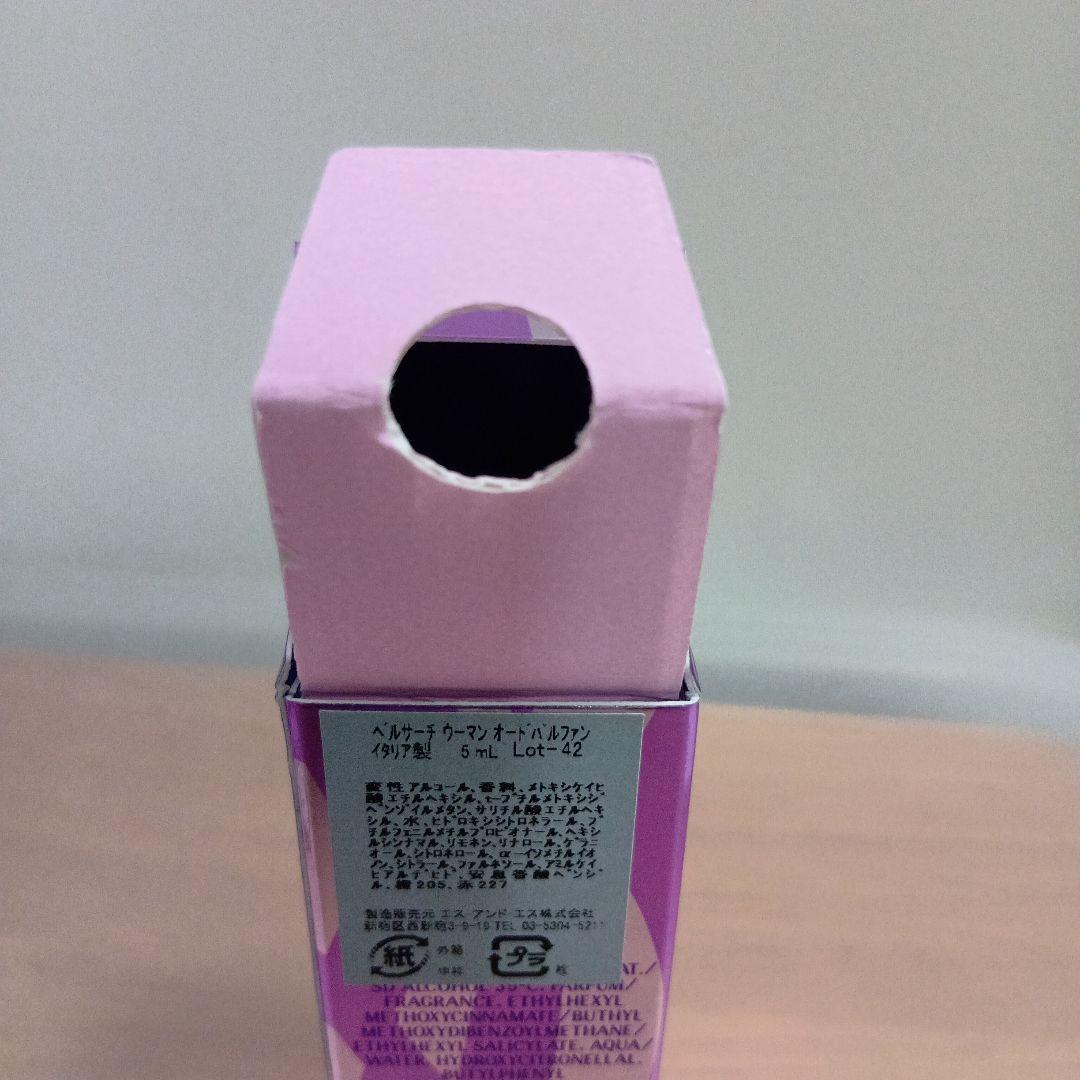 ベルサーチ ウーマン オードパルファン
イタリア製 5mL Lot-42
変性アルコール、香料、メトキシケイヒ
酸エチルヘキシル、t-ブチルメトキシジ
ベンゾイルメタン、サリチル酸エチルヘキ
シル、水、ヒドロキシシトロネラール、ブ
チルフェニルメチルプロピオナール、ヘキシ
ルシンナマル、リモネン、リナロール、ゲラニ
オール、シトロネロール、α-イソメチルイオ
ノン、シトラール、ファルネソール、アミルケイ
ヒアルデヒド、安息香酸ベンジ
ル、橙205、赤227
製造販売元 エス アンド エス株式会社
新宿区西新宿3-9-19 TEL 03-5304-5211
紙 外箱
中枠 プラ 栓
AT./
SD ALCOHOL 39-C. PARFUM/
FRAGRANCE. ETHYLHEXYL
METHOXYCINNAMATE/BUTHYL
METHOXYDIBENZOYLMETHANE/
ETHYLHEXYL SALICYLATE. AQUA/
WATER. HYDROXYCITRONELLAL.
BUTYLPHENYL